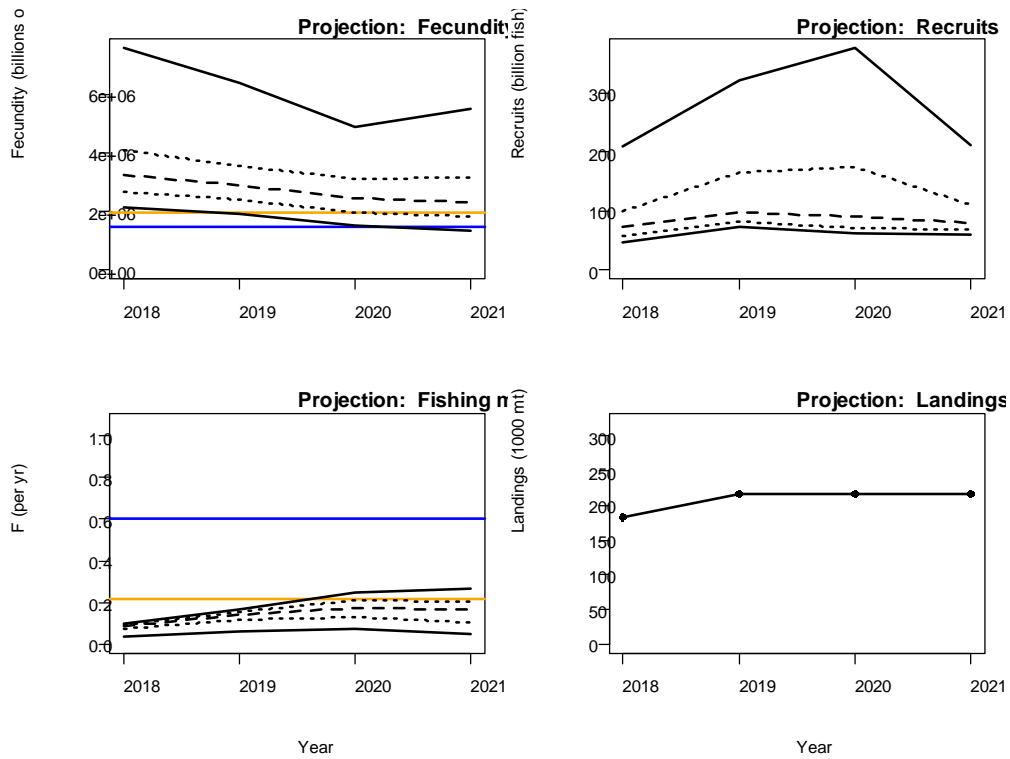 Projection: Fecundity
Fecundity (billions o
6e+06
4e+06
2e+06
0e+00
2018 2019 2020 2021
Projection: Recruits
Recruits (billion fish)
300
200
100
0
2018 2019 2020 2021
Projection: Fishing m
F (per yr)
1.0
0.8
0.6
0.4
0.2
0.0
2018 2019 2020 2021
Year
Projection: Landings
Landings (1000 mt)
300
250
200
150
100
50
0
2018 2019 2020 2021
Year